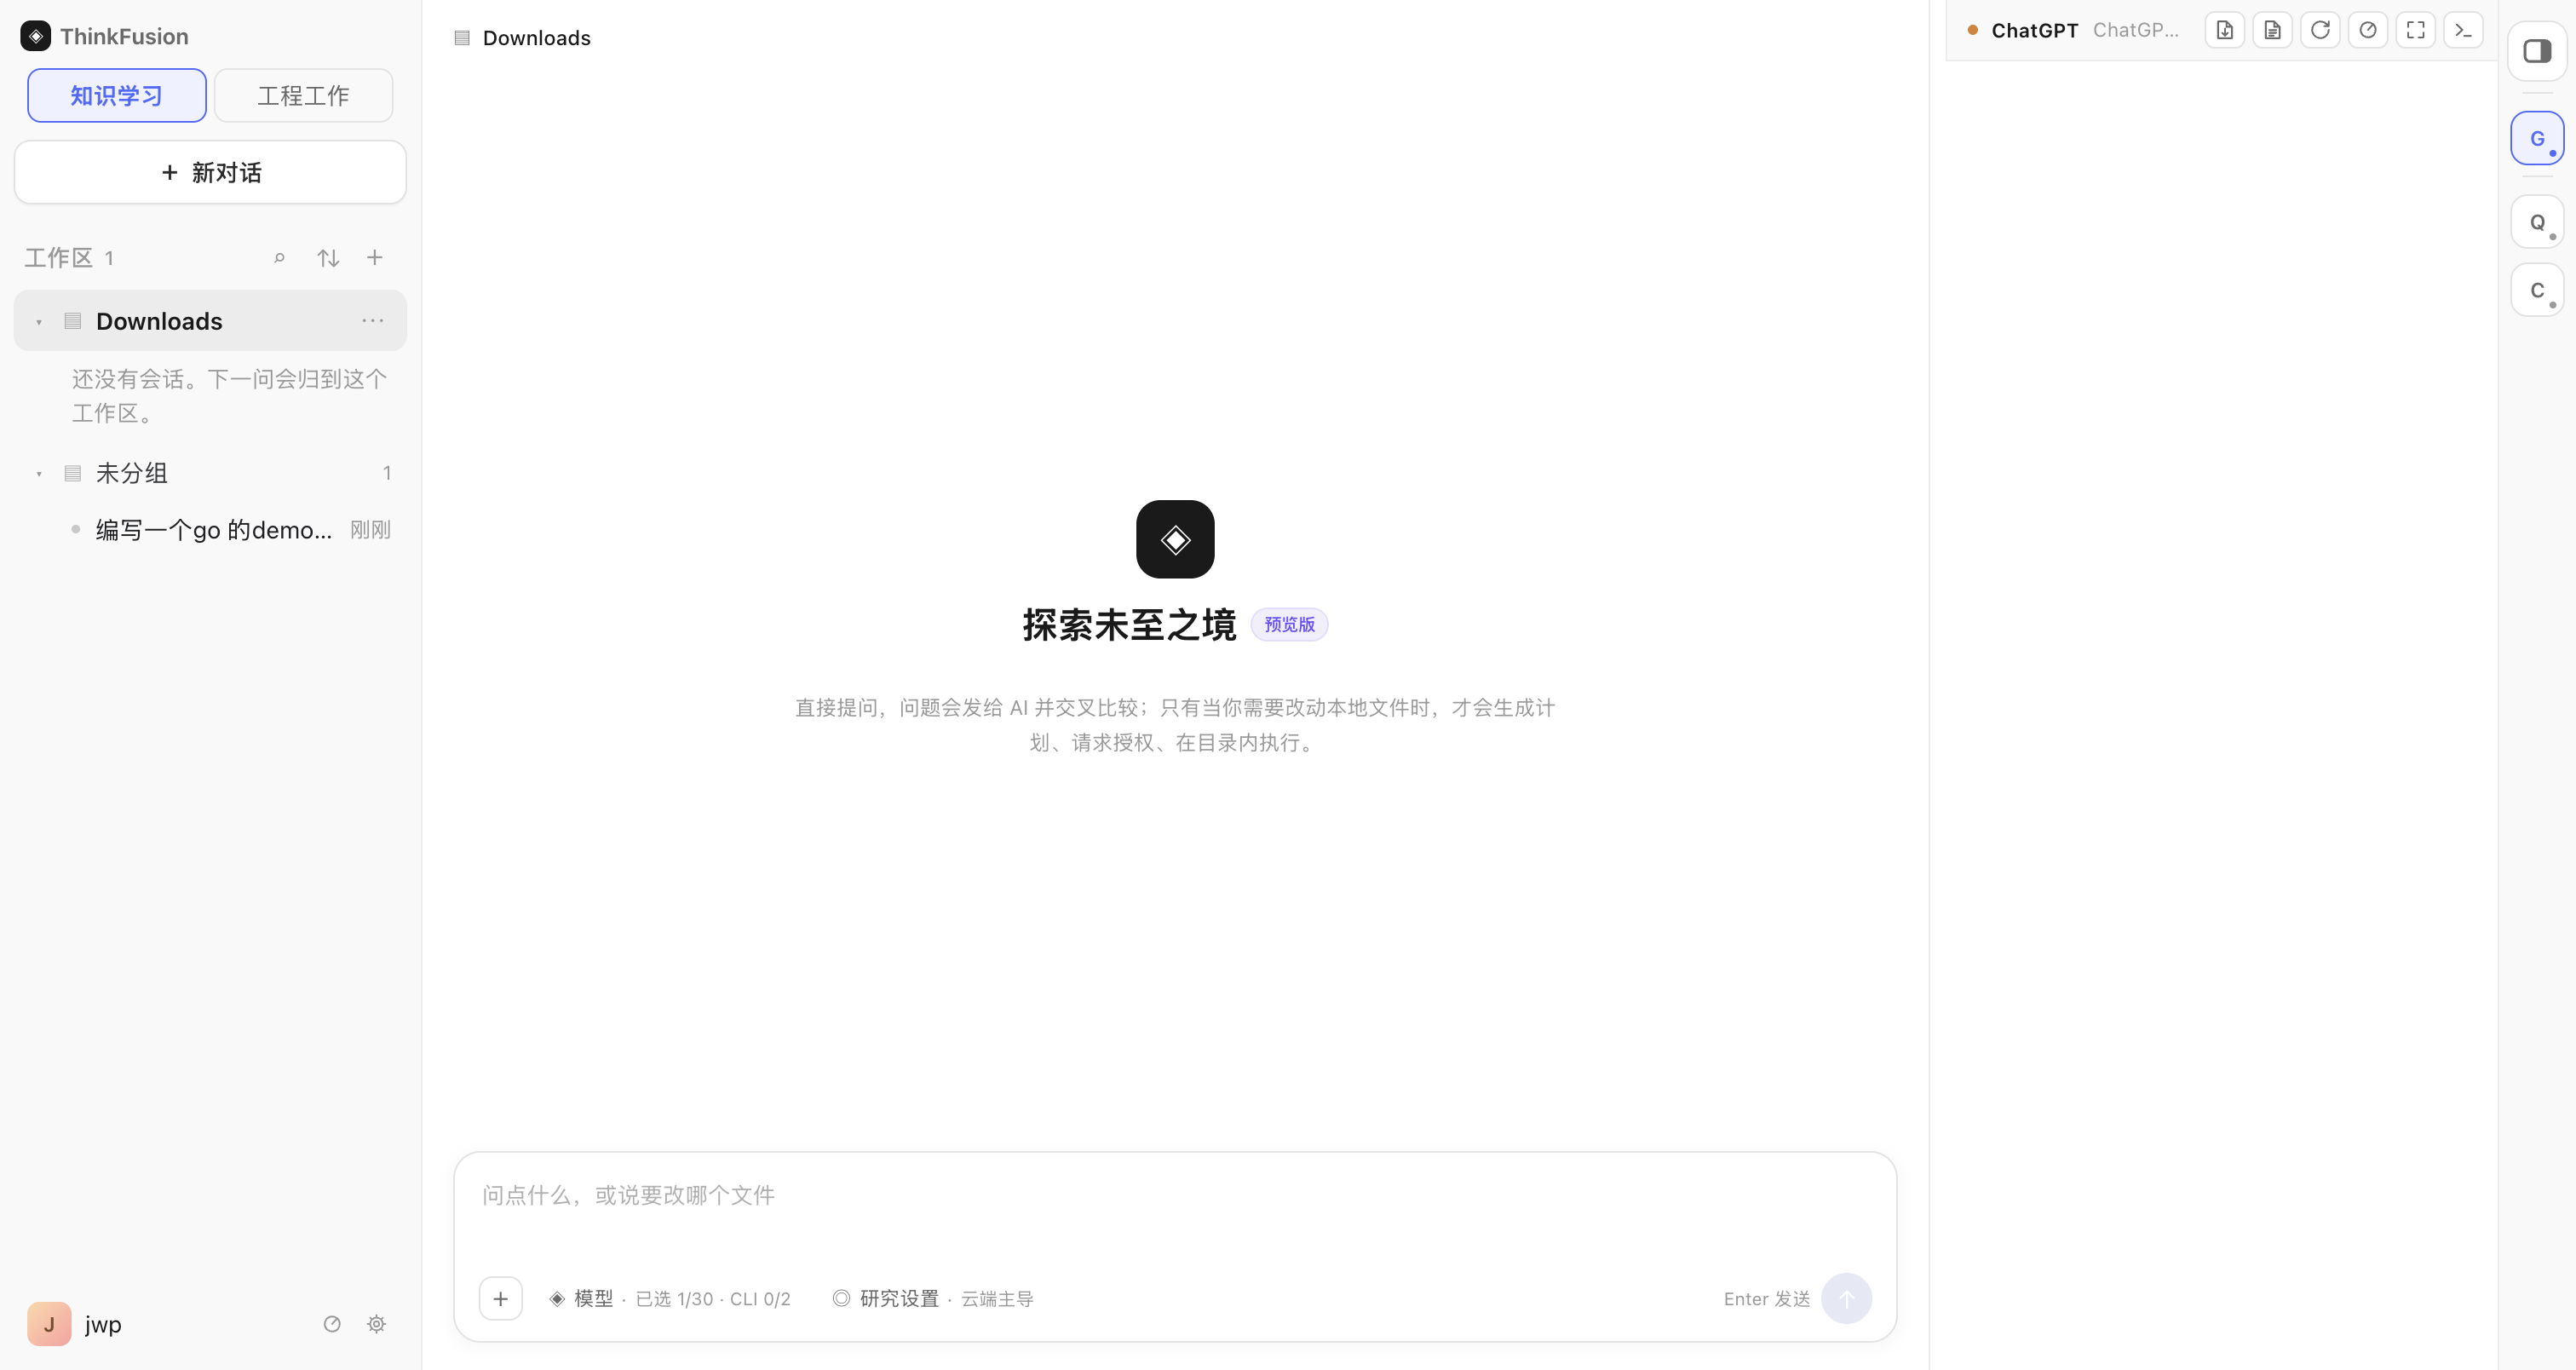 ThinkFusion
知识学习
工程工作
+ 新对话
工作区 1
Downloads
还没有会话。下一问会归到这个
工作区。
未分组 1
编写一个go 的demo... 刚刚
J jwp
Downloads
探索未至之境 预览版
直接提问，问题会发给 AI 并交叉比较；只有当你需要改动本地文件时，才会生成计
划、请求授权、在目录内执行。
问点什么，或说要改哪个文件
模型 · 已选 1/30 · CLI 0/2
研究设置 · 云端主导
Enter 发送
ChatGPT ChatGP...
G
Q
C